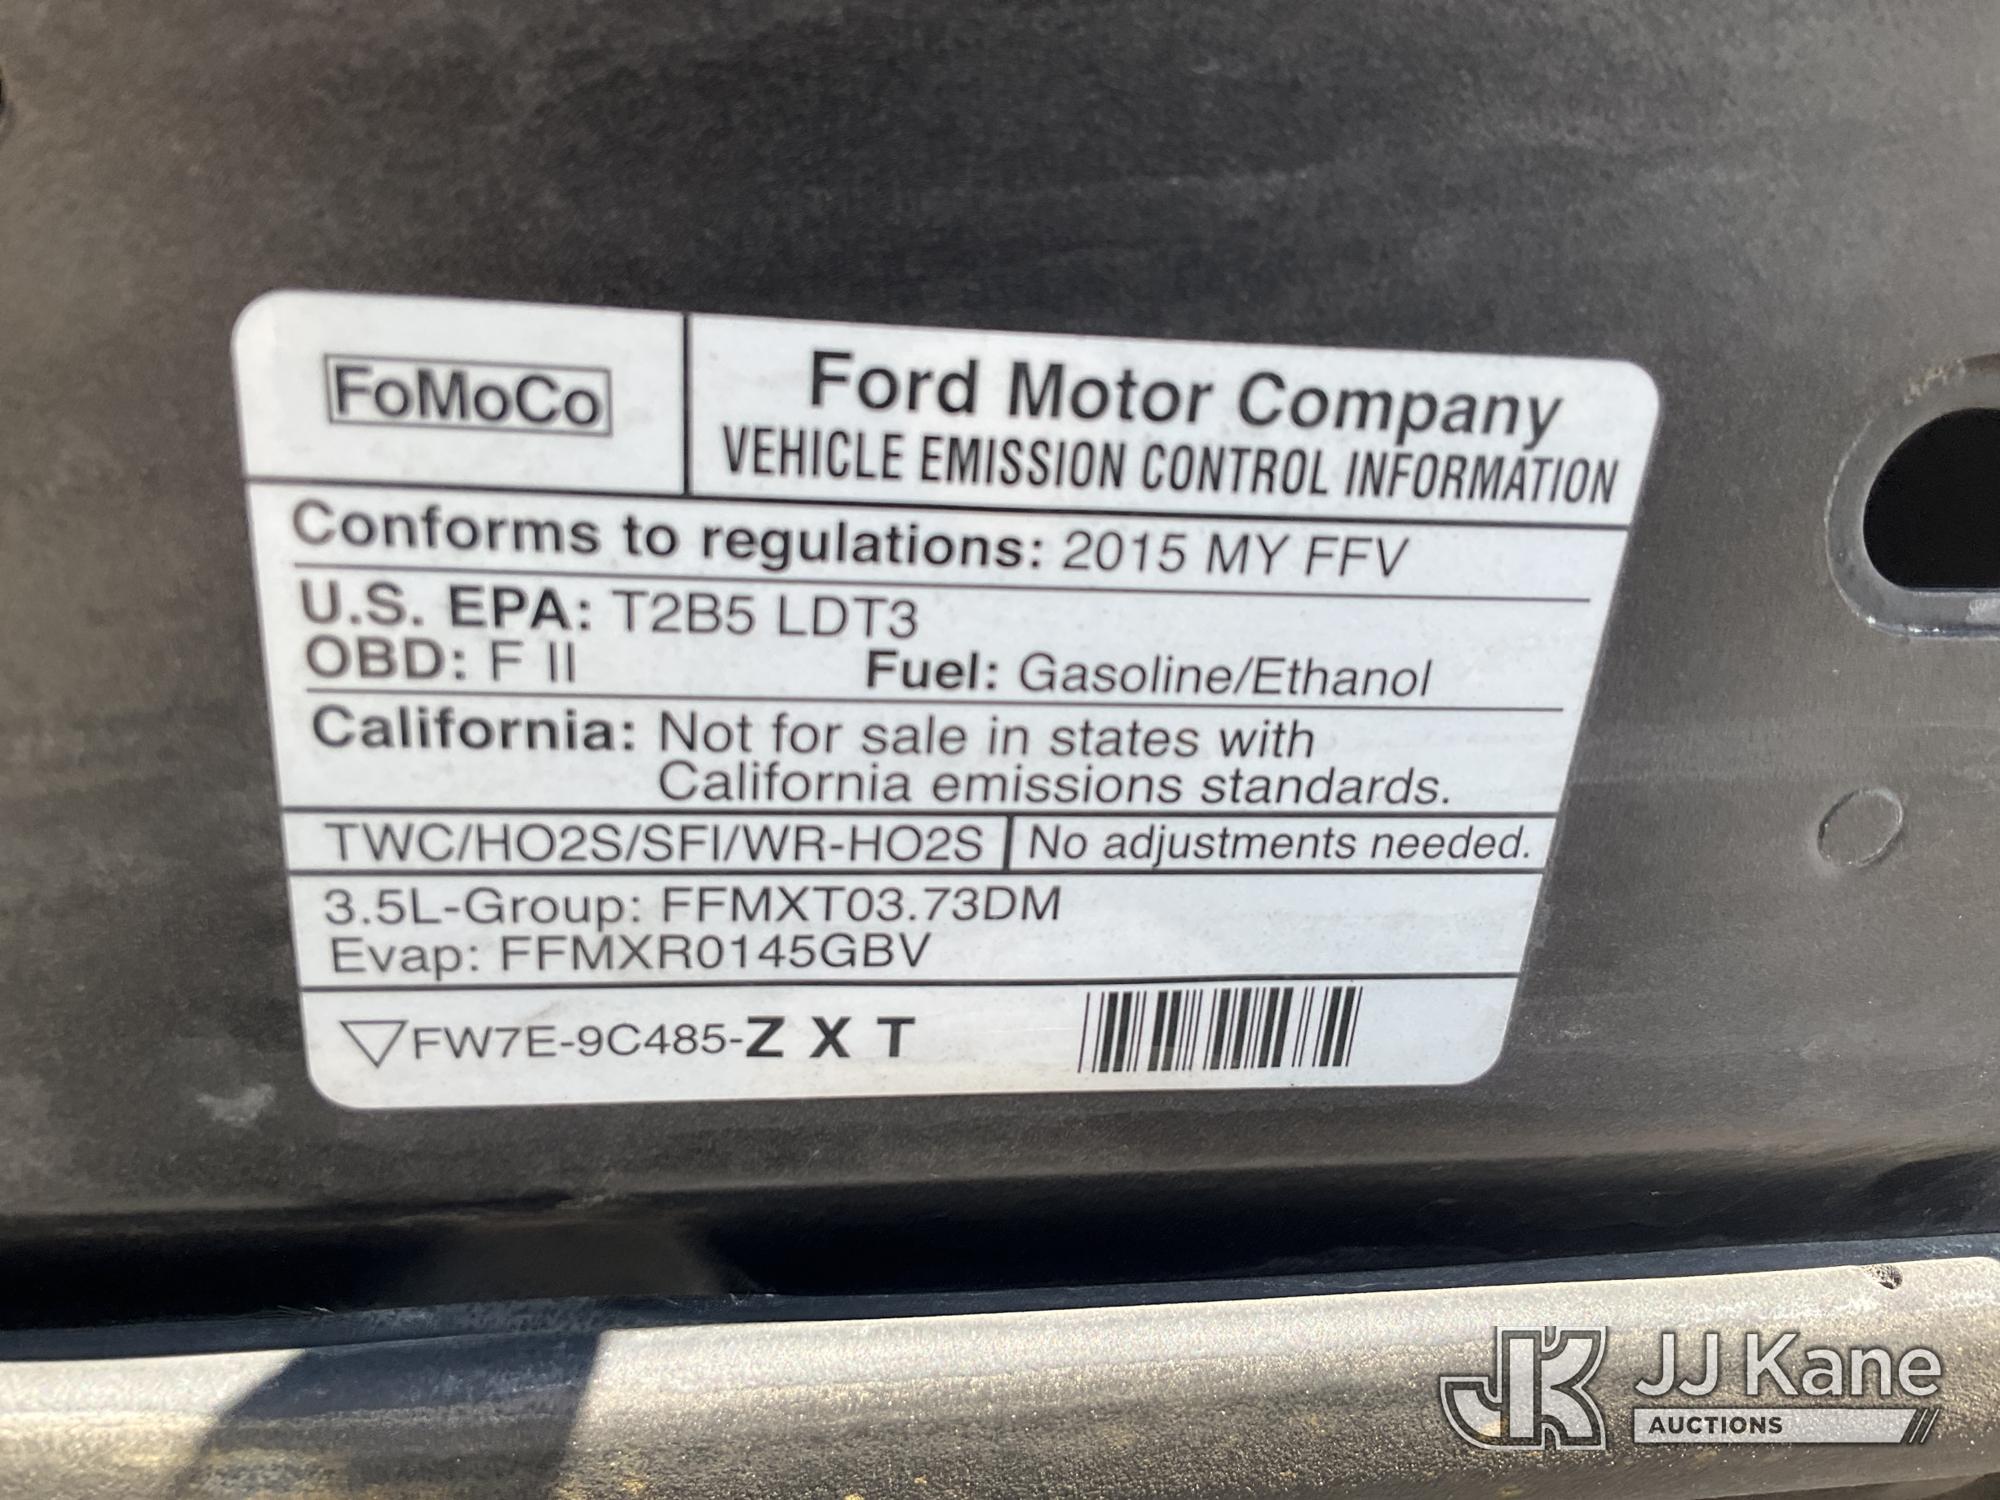 FoMoCo
Ford Motor Company
VEHICLE EMISSION CONTROL INFORMATION
Conforms to regulations: 2015 MY FFV
U.S. EPA: T2B5 LDT3
OBD: F II Fuel: Gasoline/Ethanol
California: Not for sale in states with
California emissions standards.
TWC/HO2S/SFI/WR-HO2S No adjustments needed.
3.5L-Group: FFMXT03.73DM
Evap: FFMXR0145GBV
FW7E-9C485-Z X T
JK JJ Kane
AUCTIONS